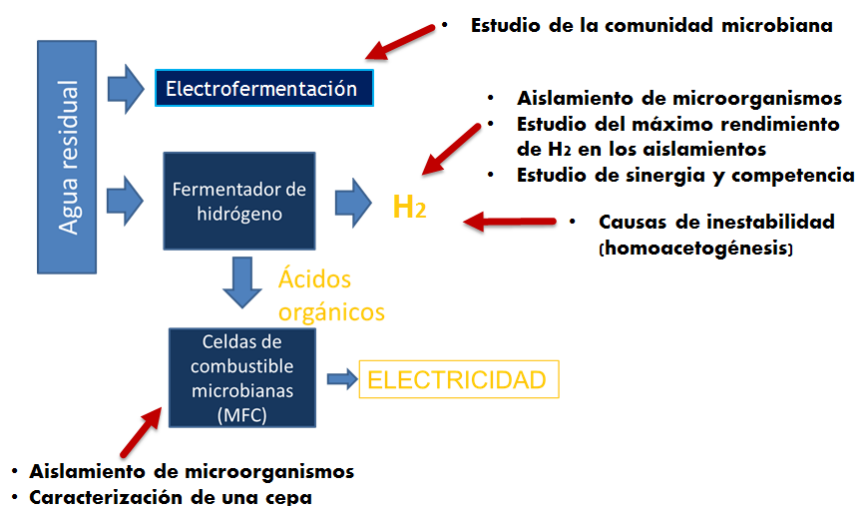 • Estudio de la comunidad microbiana
Electrofermentación
Agua residual
• Aislamiento de microorganismos
• Estudio del máximo rendimiento
de H2 en los aislamientos
• Estudio de sinergia y competencia
Fermentador de
hidrógeno
H2
• Causas de inestabilidad
(homoacetogénesis)
Ácidos
orgánicos
Celdas de
combustible
microbianas
(MFC)
ELECTRICIDAD
• Aislamiento de microorganismos
• Caracterización de una cepa